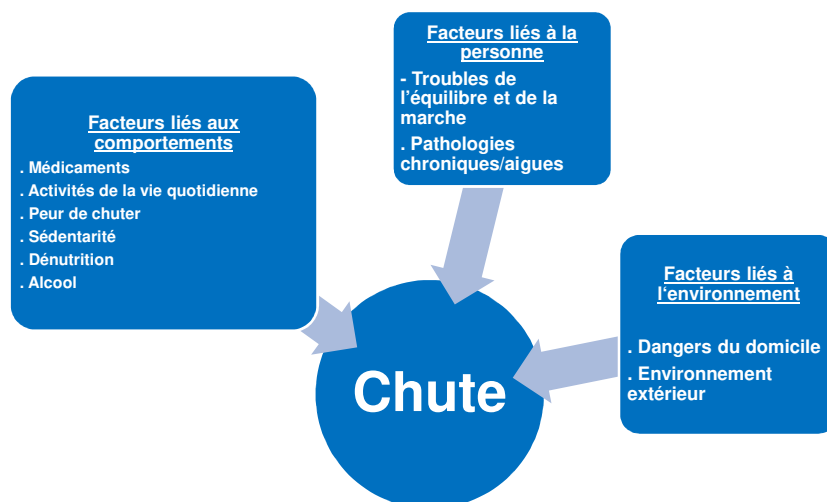 Facteurs liés à la
personne
- Troubles de
l'équilibre et de la
marche
. Pathologies
chroniques/aigues
Facteurs liés aux
comportements
. Médicaments
. Activités de la vie quotidienne
. Peur de chuter
. Sédentarité
. Dénutrition
. Alcool
Facteurs liés à
l'environnement
. Dangers du domicile
. Environnement
extérieur
Chute